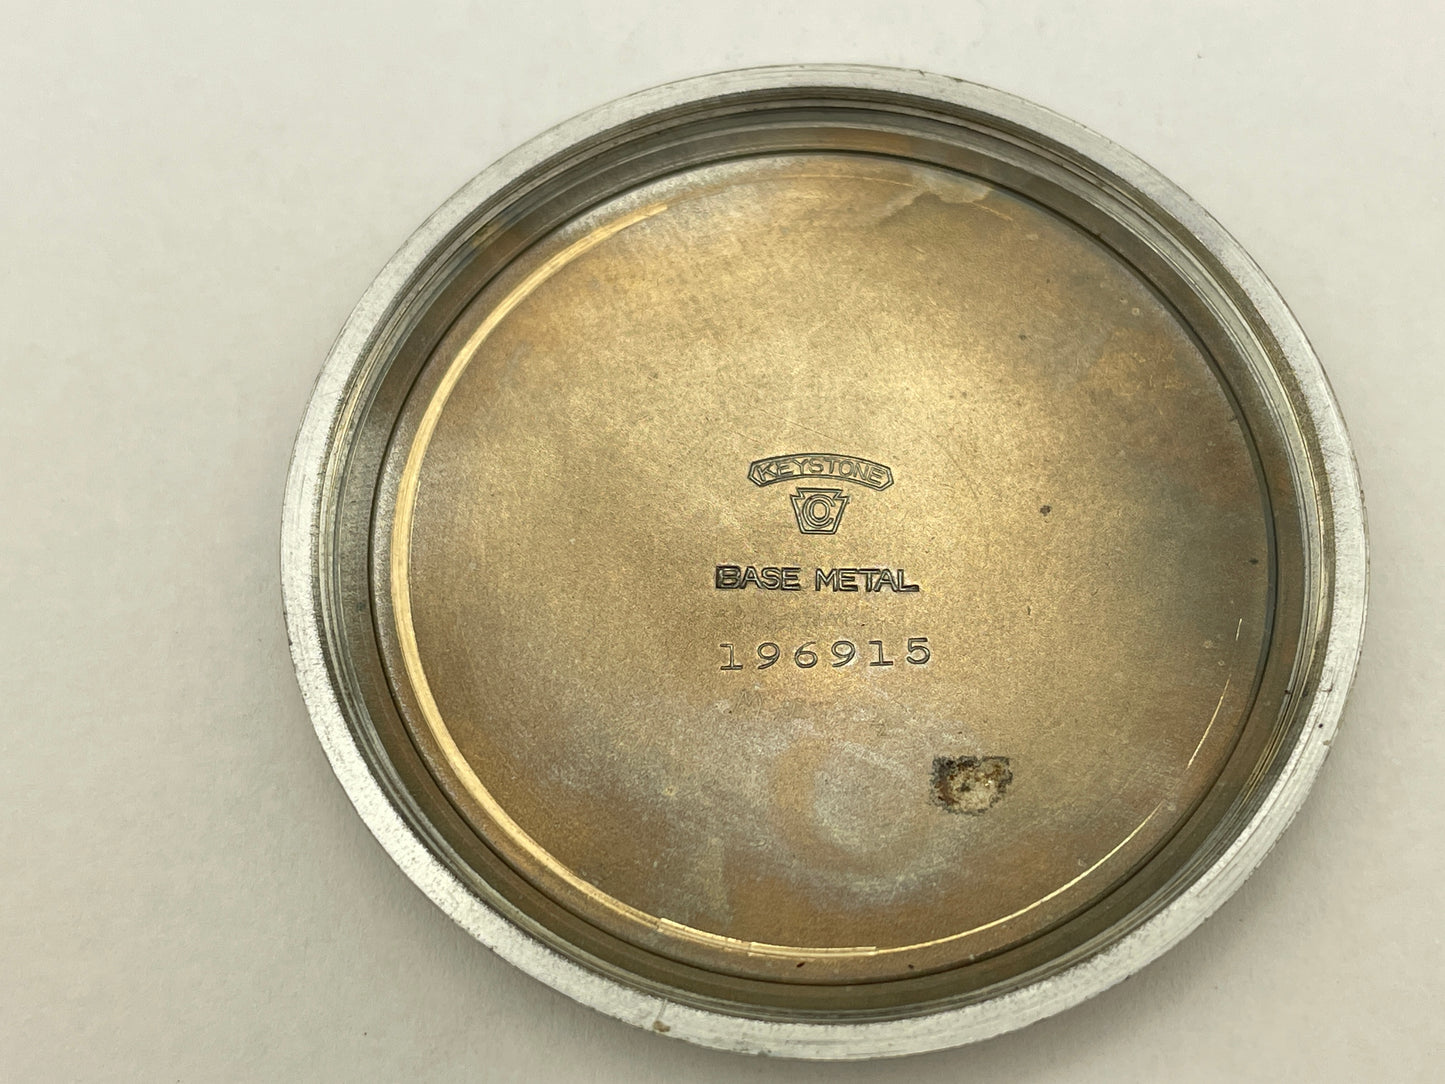 KEYSTONE
C
BASE METAL
196915